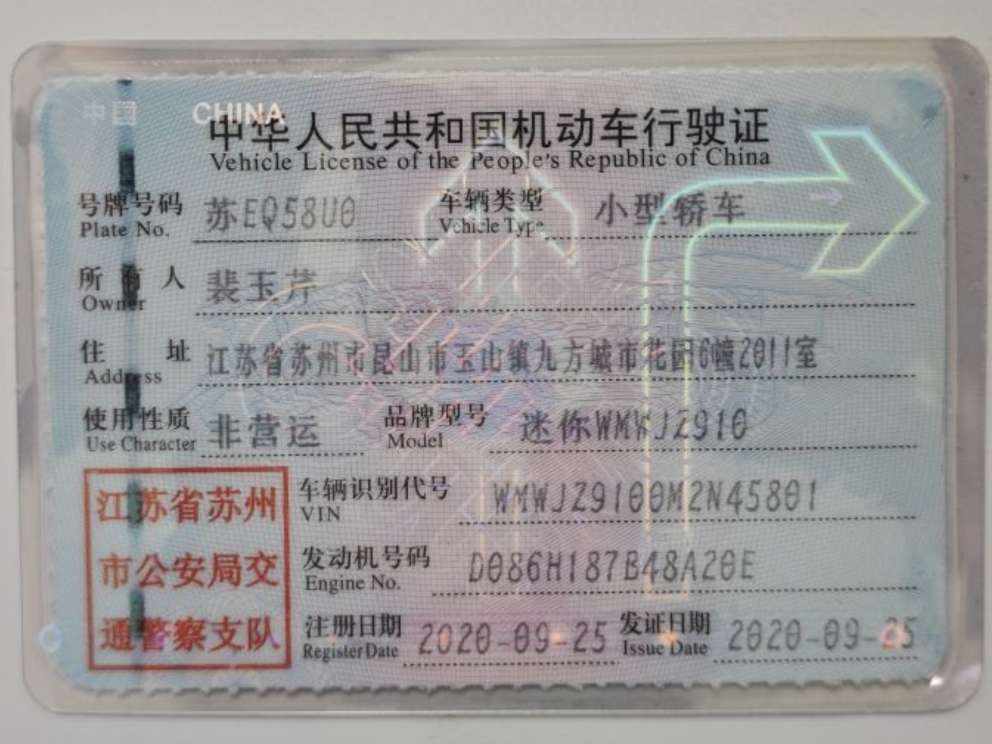 中国 CHINA
中华人民共和国机动车行驶证
Vehicle License of the People's Republic of China
号牌号码 苏EQ58U0 车辆类型 小型轿车
Plate No. Vehicle Type
所有人 裴玉芹
Owner
住址 江苏省苏州市昆山市玉山镇九方城市花园6幢2011室
Address
使用性质 非营运 品牌型号 迷你WMWJZ910
Use Character Model
江苏省苏州 车辆识别代号 WMWJZ9100M2N45801
VIN
市公安局交 发动机号码 D086H187B48A20E
Engine No.
通警察支队 注册日期 2020-09-25 发证日期 2020-09-25
Register Date Issue Date